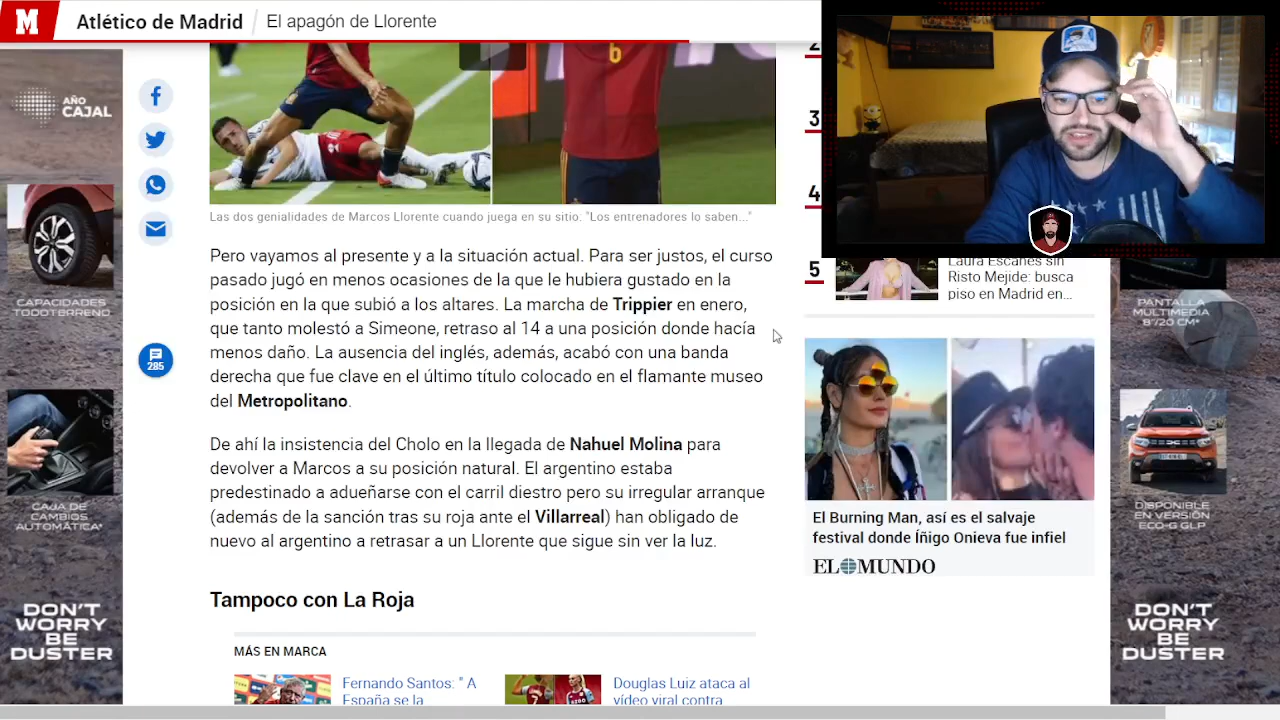 M Atlético de Madrid El apagón de Llorente
AÑO
CAJAL
CAPACIDADES
TODOTERRENO
CAJA DE
CAMBIOS
AUTOMÁTICA*
DON'T
WORRY
BE
DUSTER
285
6
Las dos genialidades de Marcos Llorente cuando juega en su sitio: "Los entrenadores lo saben..."
Pero vayamos al presente y a la situación actual. Para ser justos, el curso
pasado jugó en menos ocasiones de la que le hubiera gustado en la
posición en la que subió a los altares. La marcha de Trippier en enero,
que tanto molestó a Simeone, retraso al 14 a una posición donde hacía
menos daño. La ausencia del inglés, además, acabó con una banda
derecha que fue clave en el último título colocado en el flamante museo
del Metropolitano.
De ahí la insistencia del Cholo en la llegada de Nahuel Molina para
devolver a Marcos a su posición natural. El argentino estaba
predestinado a adueñarse con el carril diestro pero su irregular arranque
(además de la sanción tras su roja ante el Villarreal) han obligado de
nuevo al argentino a retrasar a un Llorente que sigue sin ver la luz.
Tampoco con La Roja
MÁS EN MARCA
Fernando Santos: " A
España se la
Douglas Luiz ataca al
vídeo viral contra
2
3
4
5
Laura Escanes sin
Risto Mejide: busca
piso en Madrid en...
El Burning Man, así es el salvaje
festival donde Íñigo Onieva fue infiel
EL MUNDO
PANTALLA
MULTIMEDIA
8"/20 CM*
DISPONIBLE
EN VERSIÓN
ECO-G GLP
DON'T
WORRY
BE
DUSTER